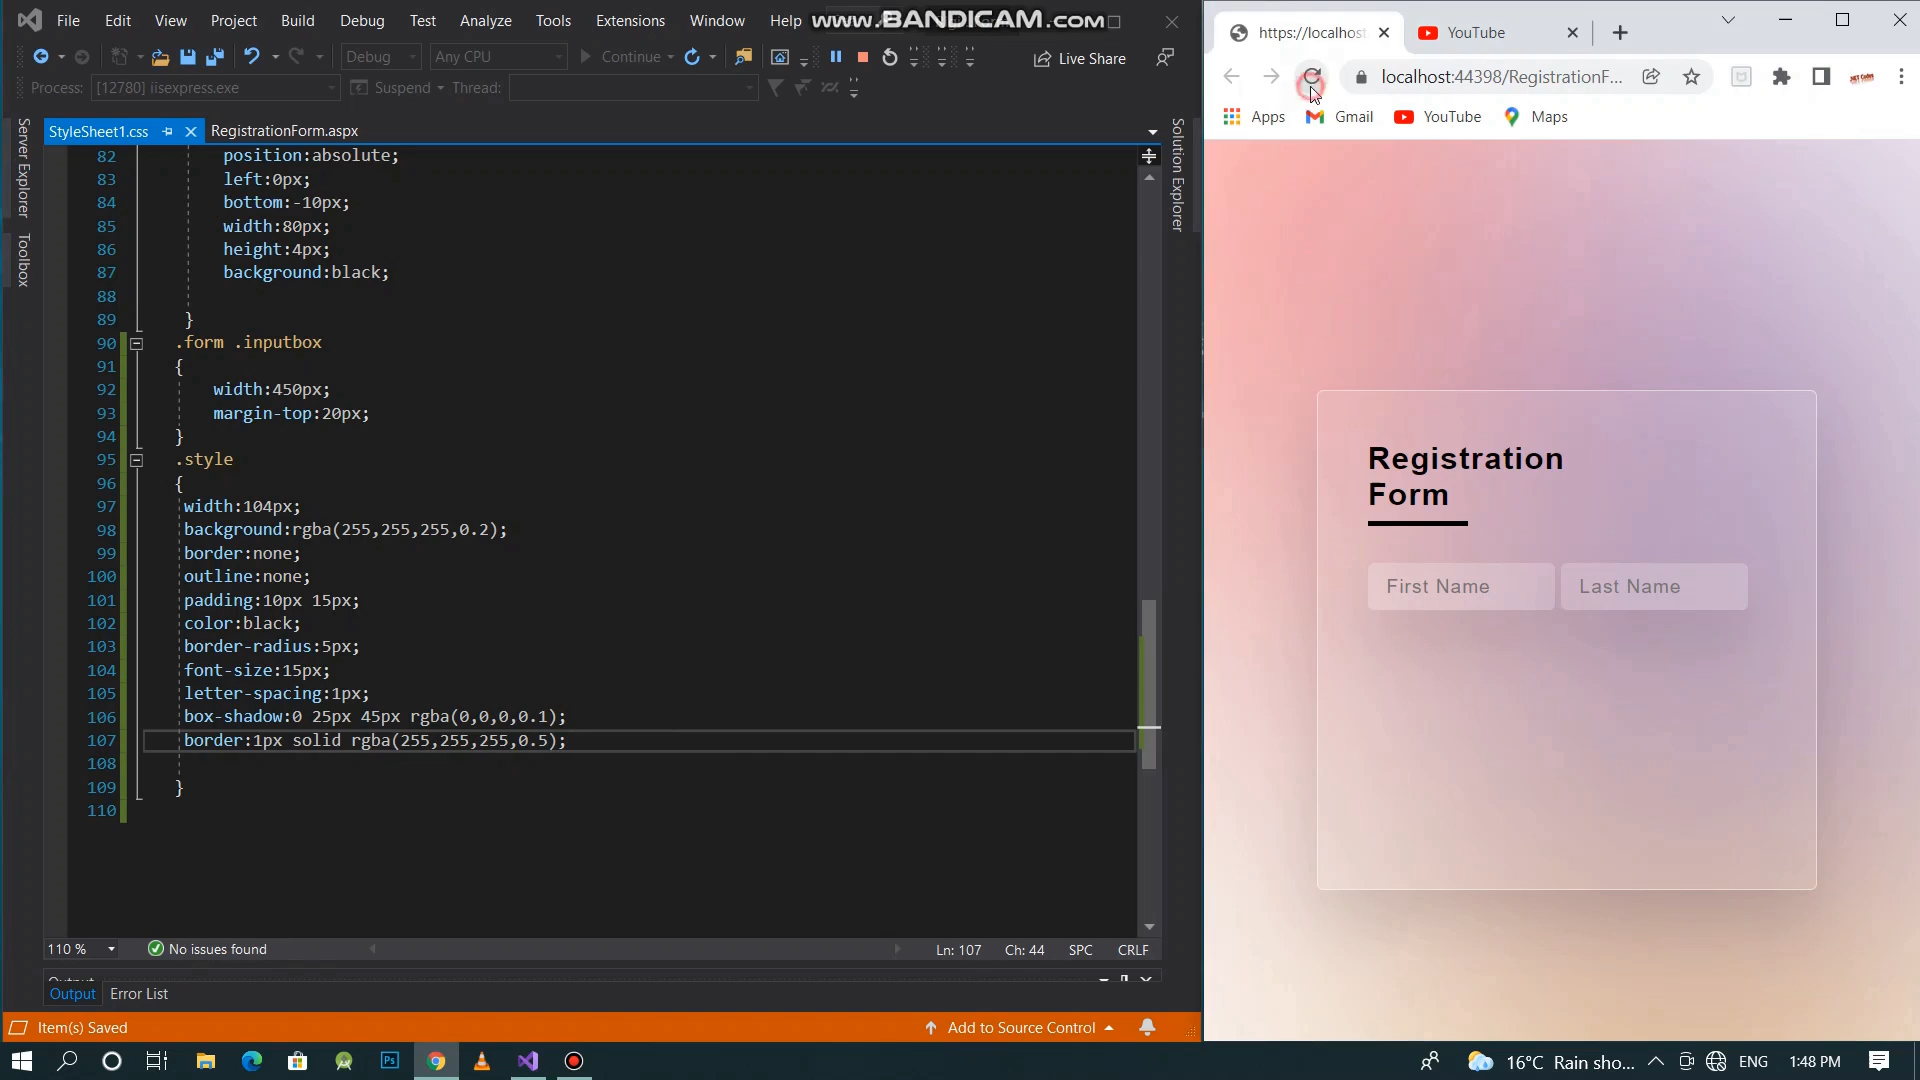 File Edit View Project Build Debug Test Analyze Tools Extensions Window Help
www.BANDICAM.com
Debug Any CPU Continue Live Share
Process: [12780] iisexpress.exe Suspend Thread:
StyleSheet1.css RegistrationForm.aspx
Server Explorer
Toolbox
Solution Explorer
82 position:absolute;
83 left:0px;
84 bottom:-10px;
85 width:80px;
86 height:4px;
87 background:black;
88
89 }
90 .form .inputbox
91 {
92 width:450px;
93 margin-top:20px;
94 }
95 .style
96 {
97 width:104px;
98 background:rgba(255,255,255,0.2);
99 border:none;
100 outline:none;
101 padding:10px 15px;
102 color:black;
103 border-radius:5px;
104 font-size:15px;
105 letter-spacing:1px;
106 box-shadow:0 25px 45px rgba(0,0,0,0.1);
107 border:1px solid rgba(255,255,255,0.5);
108
109 }
110
110 % No issues found Ln: 107 Ch: 44 SPC CRLF
Output
Output Error List
Item(s) Saved Add to Source Control
https://localhost YouTube
localhost:44398/RegistrationF...
Apps Gmail YouTube Maps
Registration
Form
First Name Last Name
16°C Rain sho... ENG 1:48 PM